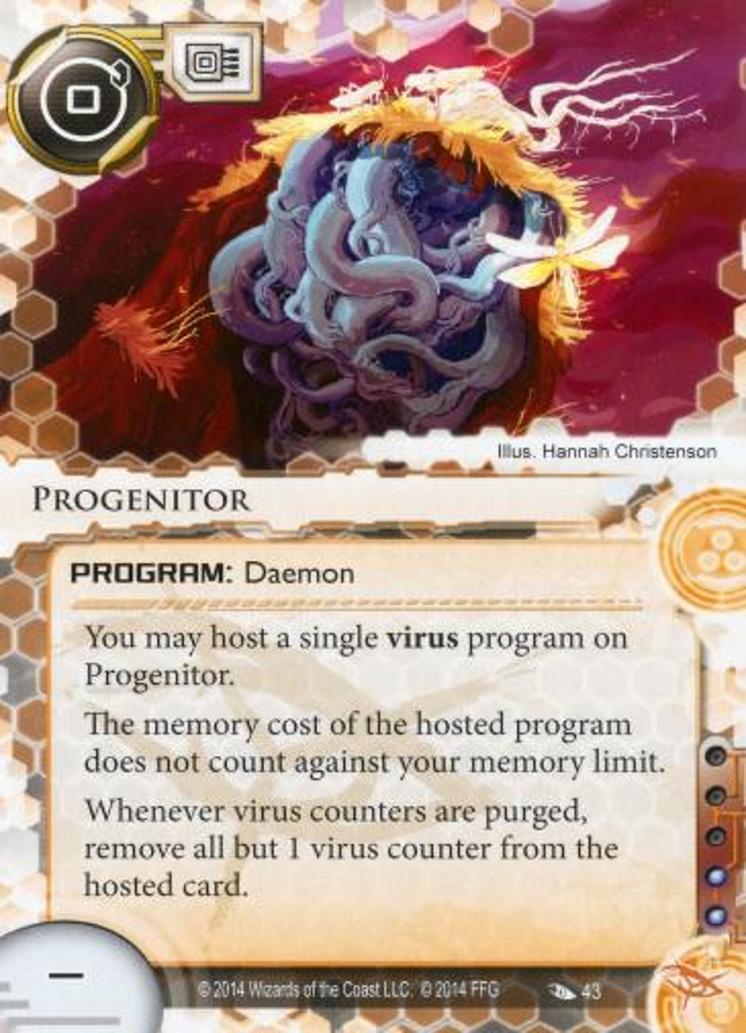 Illus. Hannah Christenson
PROGENITOR
PROGRAM: Daemon
You may host a single virus program on
Progenitor.
The memory cost of the hosted program
does not count against your memory limit.
Whenever virus counters are purged,
remove all but 1 virus counter from the
hosted card.
–
© 2014 Wizards of the Coast LLC. © 2014 FFG 43